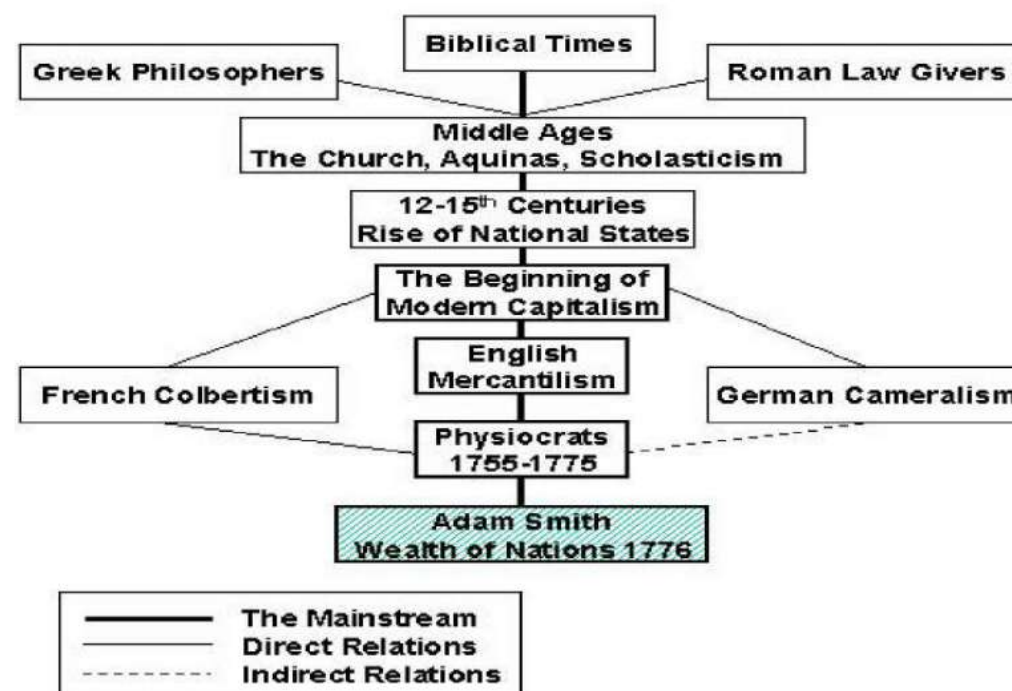 Biblical Times
Greek Philosophers
Roman Law Givers
Middle Ages
The Church, Aquinas, Scholasticism
12-15th Centuries
Rise of National States
The Beginning of
Modern Capitalism
English
Mercantilism
French Colbertism
German Cameralism
Physiocrats
1755-1775
Adam Smith
Wealth of Nations 1776
The Mainstream
Direct Relations
Indirect Relations